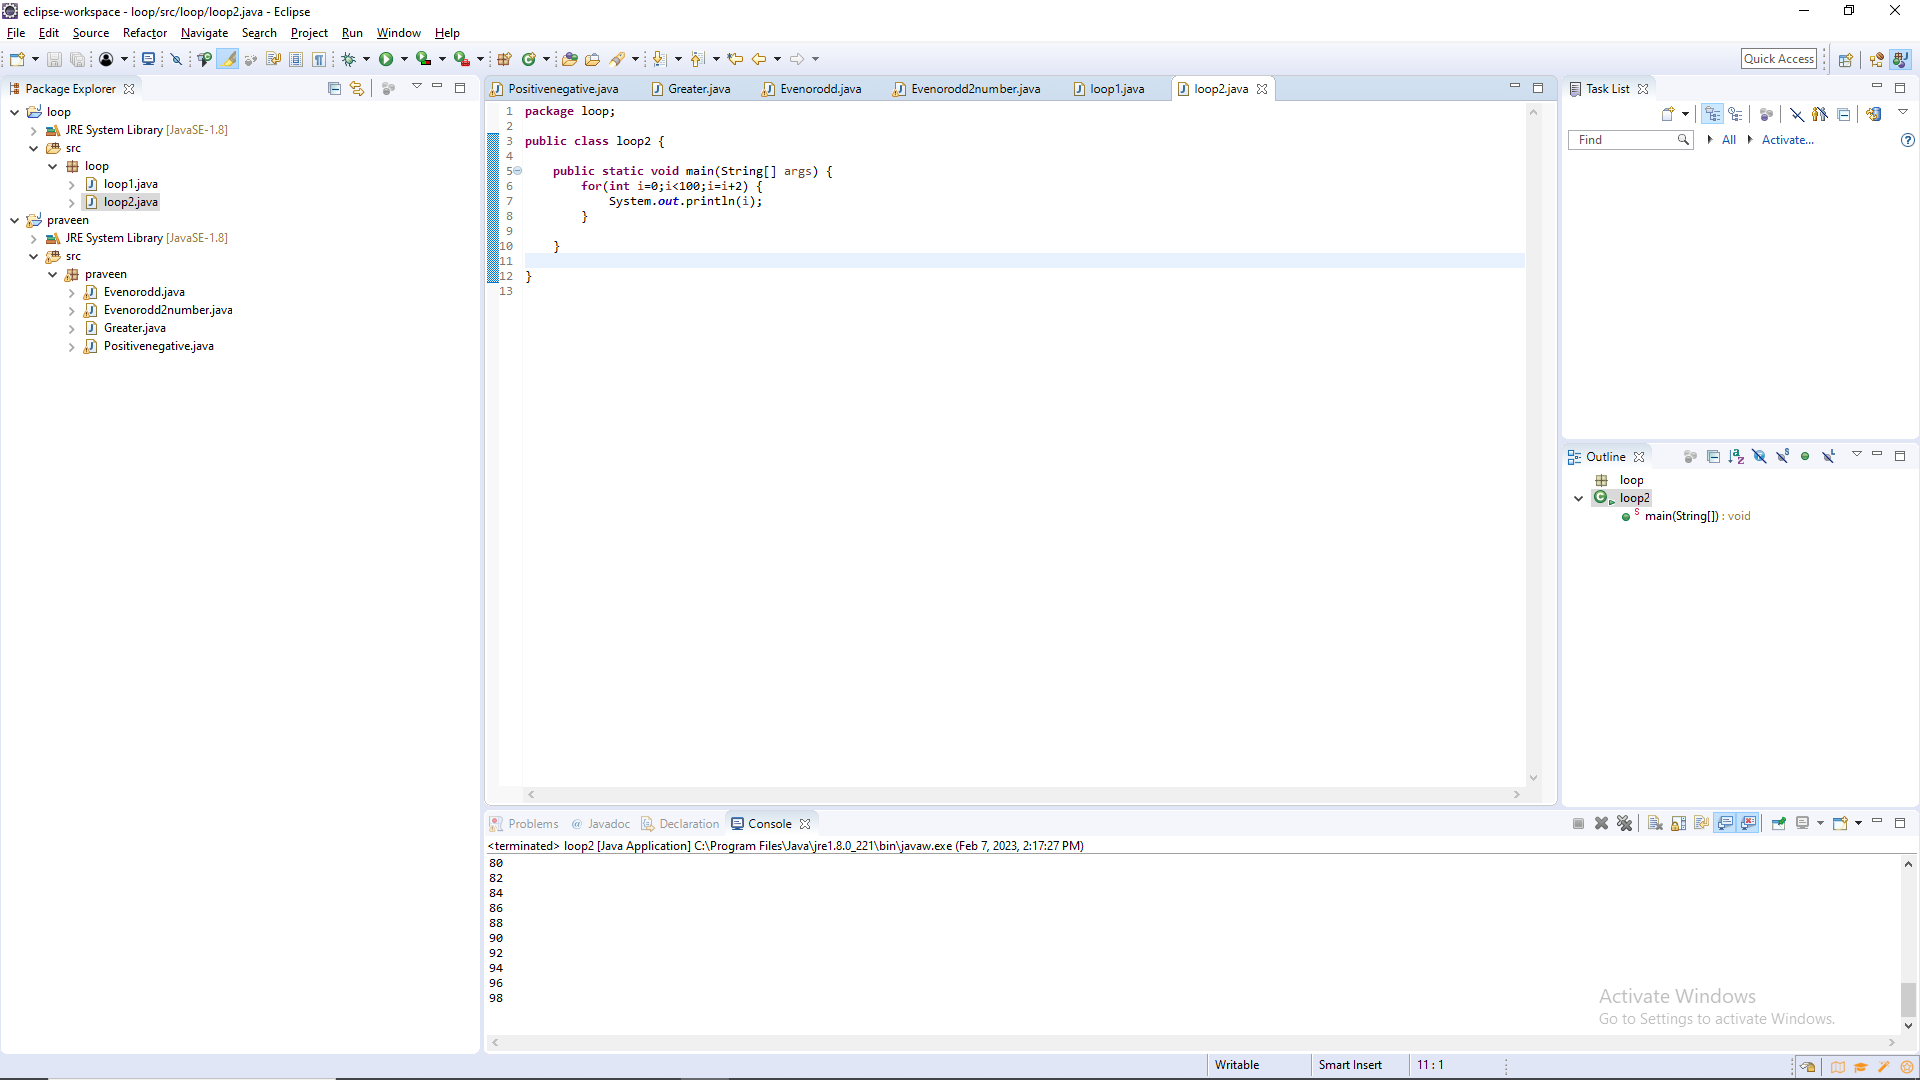 eclipse-workspace - loop/src/loop/loop2.java - Eclipse
File Edit Source Refactor Navigate Search Project Run Window Help
Quick Access
Package Explorer
loop
JRE System Library [JavaSE-1.8]
src
loop
loop1.java
loop2.java
praveen
JRE System Library [JavaSE-1.8]
src
praveen
Evenorodd.java
Evenorodd2number.java
Greater.java
Positivenegative.java
Positivenegative.java Greater.java Evenorodd.java Evenorodd2number.java loop1.java loop2.java
1 package loop;
2
3 public class loop2 {
4
5 public static void main(String[] args) {
6 for(int i=0;i<100;i=i+2) {
7 System.out.println(i);
8 }
9
10 }
11
12 }
13
Task List
Find All Activate...
Outline
loop
loop2
main(String[]) : void
Problems @ Javadoc Declaration Console
<terminated> loop2 [Java Application] C:\Program Files\Java\jre1.8.0_221\bin\javaw.exe (Feb 7, 2023, 2:17:27 PM)
80
82
84
86
88
90
92
94
96
98
Activate Windows
Go to Settings to activate Windows.
Writable Smart Insert 11 : 1